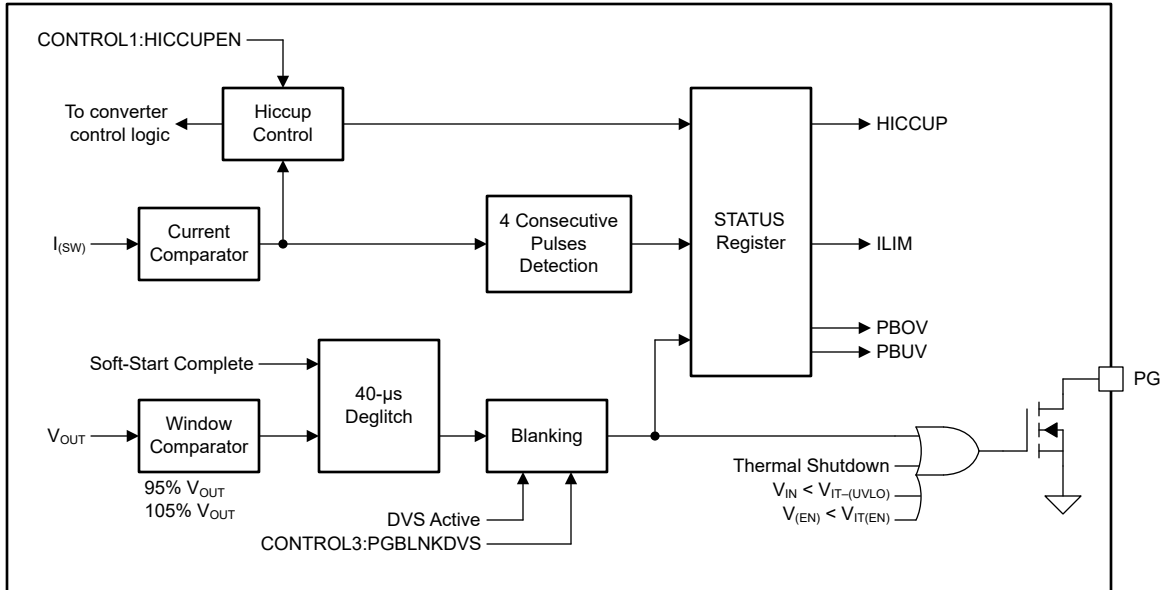 CONTROL1:HICCUPEN
To converter
control logic
Hiccup
Control
HICCUP
I(SW)
Current
Comparator
4 Consecutive
Pulses
Detection
STATUS
Register
ILIM
PBOV
PBUV
Soft-Start Complete
40-µs
Deglitch
PG
VOUT
Window
Comparator
Blanking
95% VOUT
105% VOUT
Thermal Shutdown
VIN < VIT–(UVLO)
V(EN) < VIT(EN)
DVS Active
CONTROL3:PGBLNKDVS